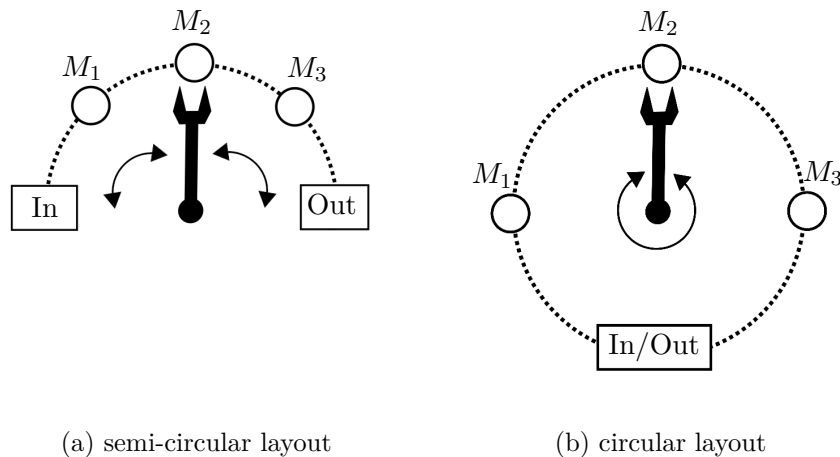 M₂
M₁
M₃
In
Out
(a) semi-circular layout
M₂
M₁
M₃
In/Out
(b) circular layout